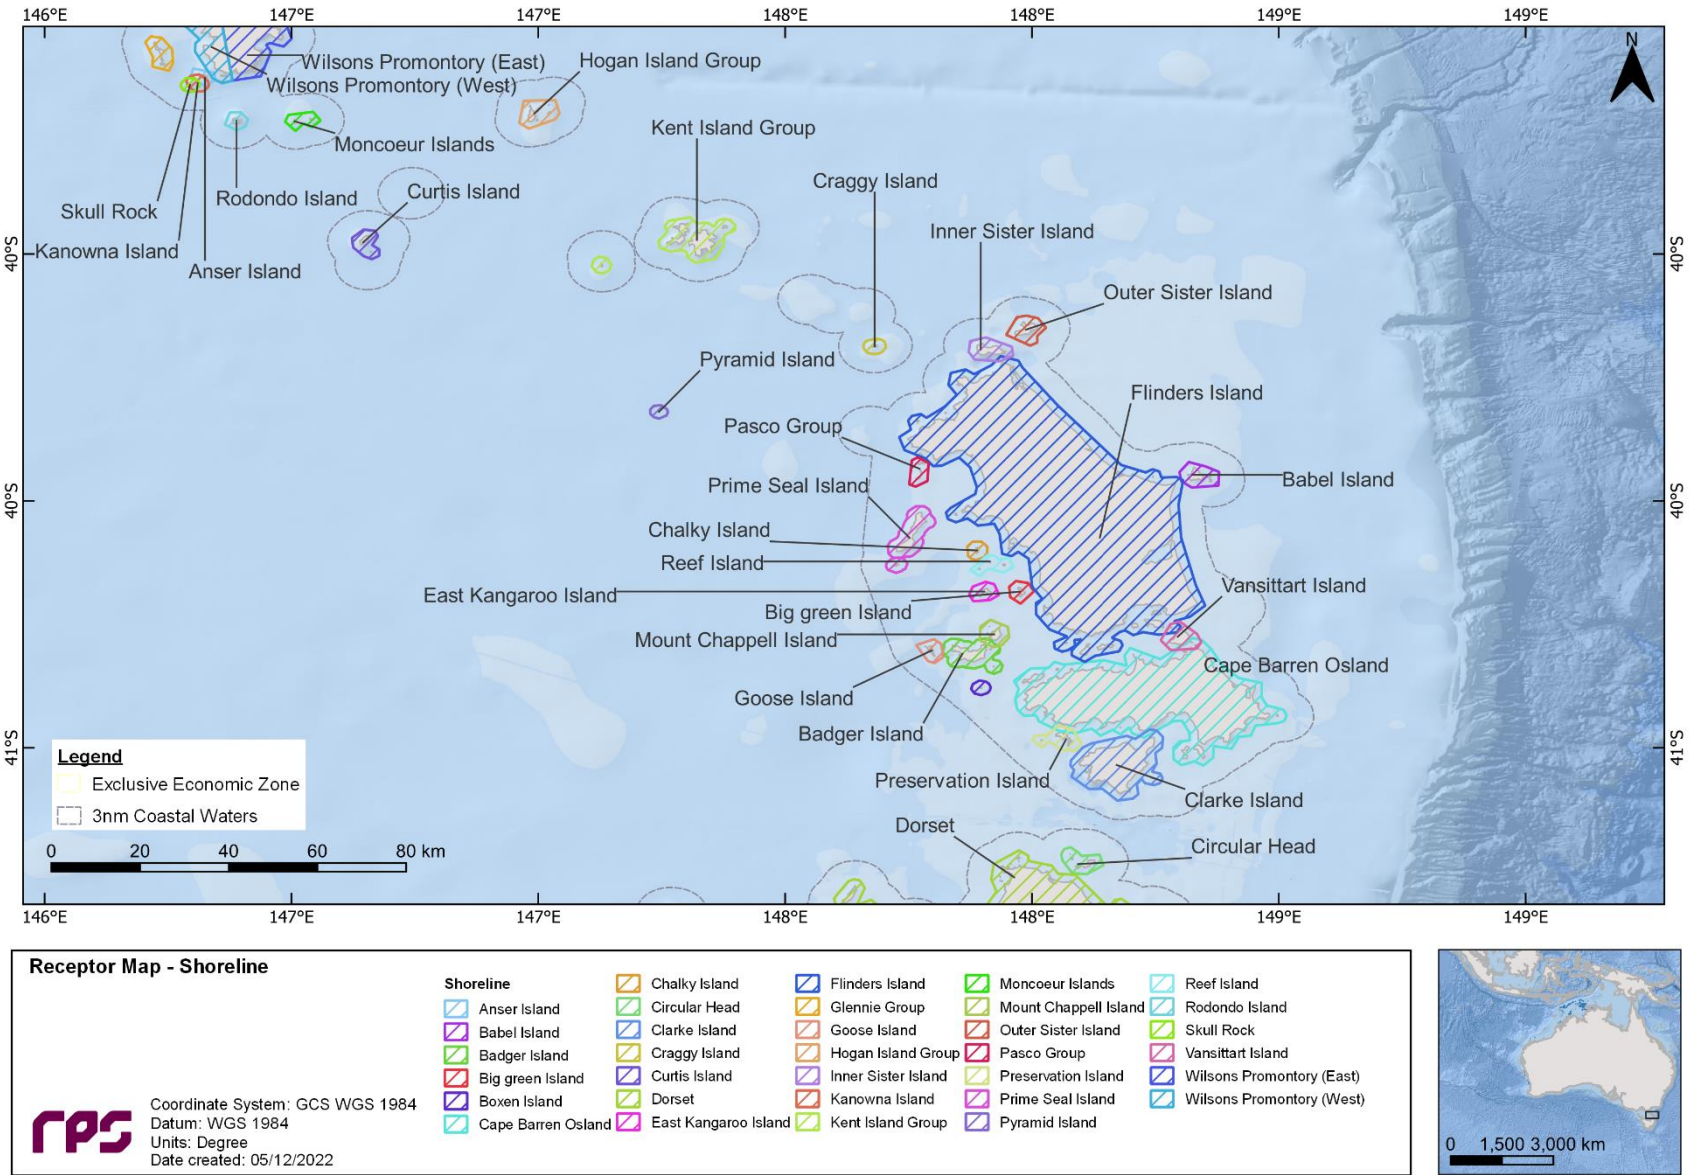 146°E 147°E 147°E 148°E 148°E 149°E 149°E
N
Wilsons Promontory (East)
Wilsons Promontory (West)
Hogan Island Group
Kent Island Group
Moncoeur Islands
Craggy Island
Rodondo Island
Curtis Island
Skull Rock
Inner Sister Island
Kanowna Island
Anser Island
40°S
40°S
Outer Sister Island
Pyramid Island
Flinders Island
Pasco Group
Babel Island
Prime Seal Island
40°S
40°S
Chalky Island
Reef Island
Vansittart Island
East Kangaroo Island
Big green Island
Mount Chappell Island
Cape Barren Osland
Goose Island
Badger Island
41°S
41°S
Preservation Island
Clarke Island
Dorset
Circular Head
Legend
Exclusive Economic Zone
3nm Coastal Waters
0 20 40 60 80 km
146°E 147°E 147°E 148°E 148°E 149°E 149°E
Receptor Map - Shoreline
Shoreline
Anser Island
Babel Island
Badger Island
Big green Island
Boxen Island
Cape Barren Osland
Chalky Island
Circular Head
Clarke Island
Craggy Island
Curtis Island
Dorset
East Kangaroo Island
Flinders Island
Glennie Group
Goose Island
Hogan Island Group
Inner Sister Island
Kanowna Island
Kent Island Group
Moncoeur Islands
Mount Chappell Island
Outer Sister Island
Pasco Group
Preservation Island
Prime Seal Island
Pyramid Island
Reef Island
Rodondo Island
Skull Rock
Vansittart Island
Wilsons Promontory (East)
Wilsons Promontory (West)
rps
Coordinate System: GCS WGS 1984
Datum: WGS 1984
Units: Degree
Date created: 05/12/2022
0 1,500 3,000 km